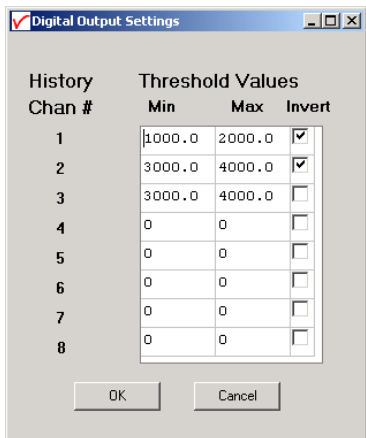 Digital Output Settings
History Threshold Values
Chan # Min Max Invert
1 1000.0 2000.0
2 3000.0 4000.0
3 3000.0 4000.0
4 0 0
5 0 0
6 0 0
7 0 0
8 0 0
OK Cancel